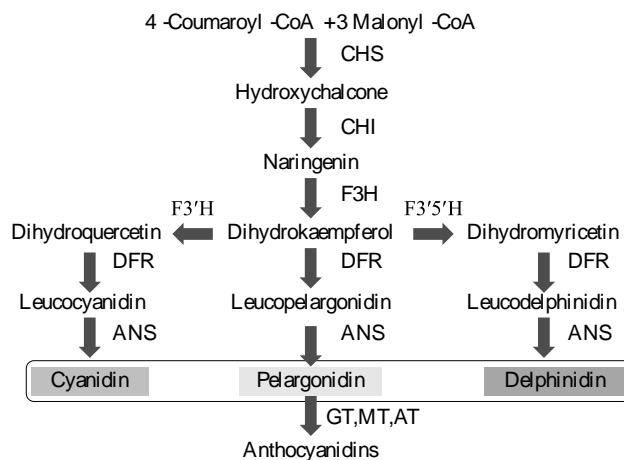 4 -Coumaroyl -CoA +3 Malonyl -CoA
CHS
Hydroxychalcone
CHI
Naringenin
F3H
F3'H
F3'5'H
Dihydroquercetin
Dihydrokaempferol
Dihydromyricetin
DFR
DFR
DFR
Leucocyanidin
Leucopelargonidin
Leucodelphinidin
ANS
ANS
ANS
Cyanidin
Pelargonidin
Delphinidin
GT,MT,AT
Anthocyanidins